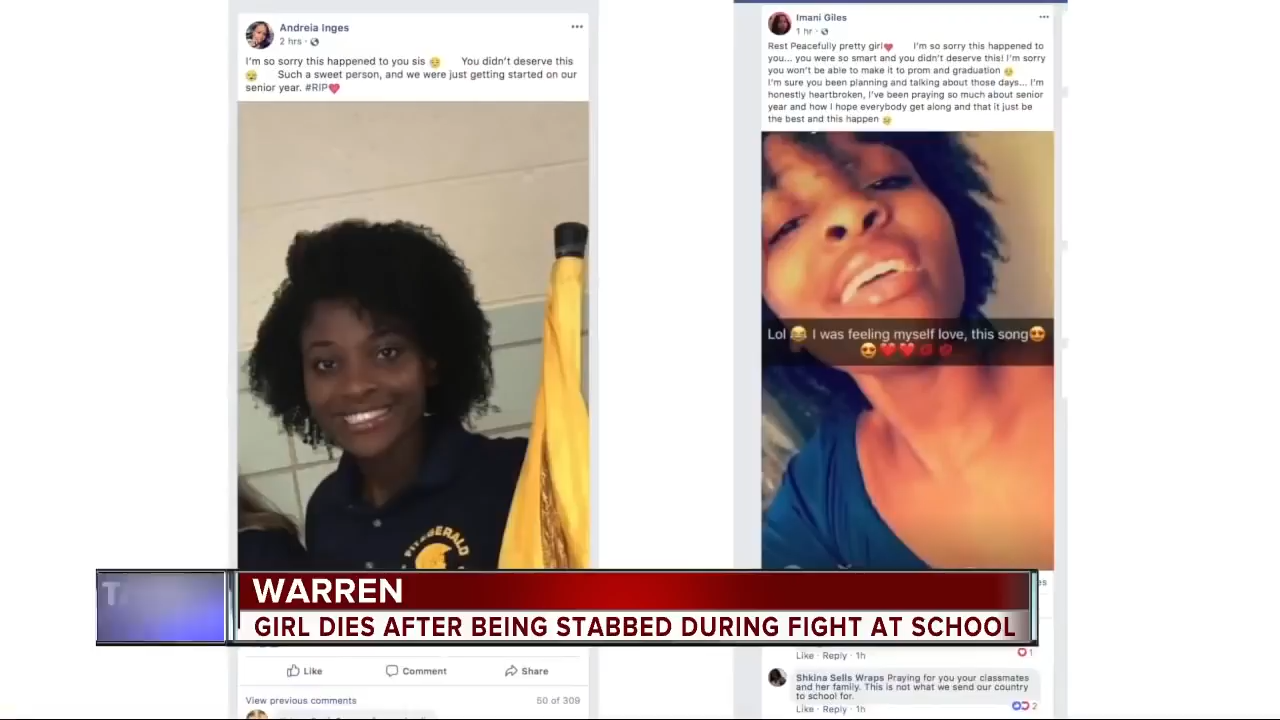 Andreia Inges
2 hrs
I'm so sorry this happened to you sis 😢 You didn't deserve this
😢 Such a sweet person, and we were just getting started on our
senior year. #RIP❤️
FITZGERALD
Like Comment Share
View previous comments 50 of 309
Imani Giles
1 hr
Rest Peacefully pretty girl❤️ I'm so sorry this happened to
you... you were so smart and you didn't deserve this! I'm sorry
you won't be able to make it to prom and graduation 😢
I'm sure you been planning and talking about those days... I'm
honestly heartbroken, I've been praying so much about senior
year and how I hope everybody get along and that it just be
the best and this happen 😢
Lol 😂 I was feeling myself love, this song😍
😍❤️❤️💋💋
WARREN
GIRL DIES AFTER BEING STABBED DURING FIGHT AT SCHOOL
Like · Reply · 1h 1
Shkina Sells Wraps Praying for you your classmates
and her family. This is not what we send our country
to school for.
Like · Reply · 1h 2